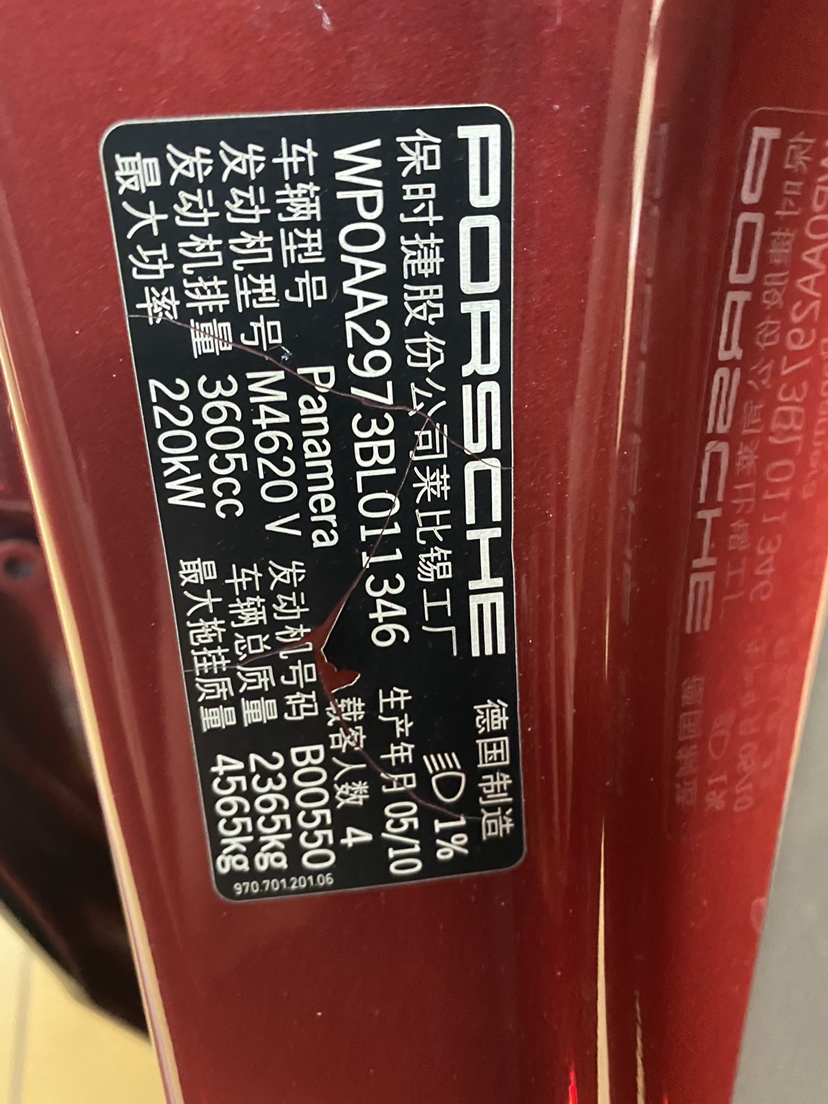 PORSCHE 德国制造
保时捷股份公司莱比锡工厂 1%
WP0AA2973BL011346 生产年月 05/10
车辆型号 Panamera 载客人数 4
发动机型号 M4620 V 发动机号码 B00550
发动机排量 3605cc 车辆总质量 2365kg
最大功率 220kW 最大拖挂质量 4565kg
970.701.201.06